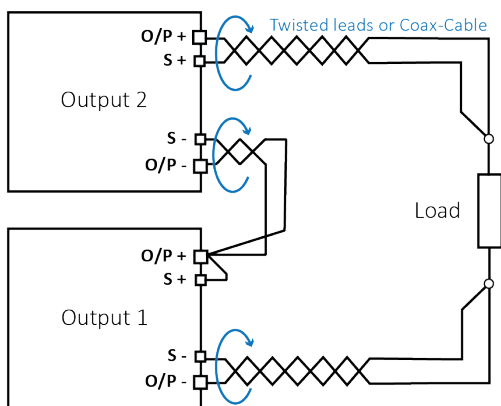 Twisted leads or Coax-Cable
O/P +
S +
Output 2
S -
O/P -
Load
O/P +
S +
Output 1
S -
O/P -